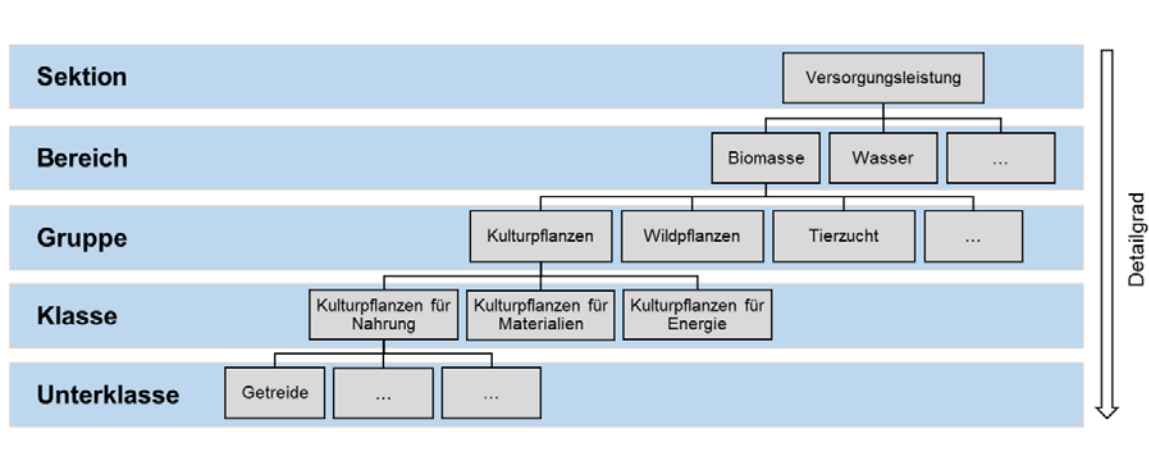 Sektion
Versorgungsleistung
Bereich
Biomasse
Wasser
...
Gruppe
Kulturpflanzen
Wildpflanzen
Tierzucht
...
Klasse
Kulturpflanzen für
Nahrung
Kulturpflanzen für
Materialien
Kulturpflanzen für
Energie
Unterklasse
Getreide
...
...
Detailgrad